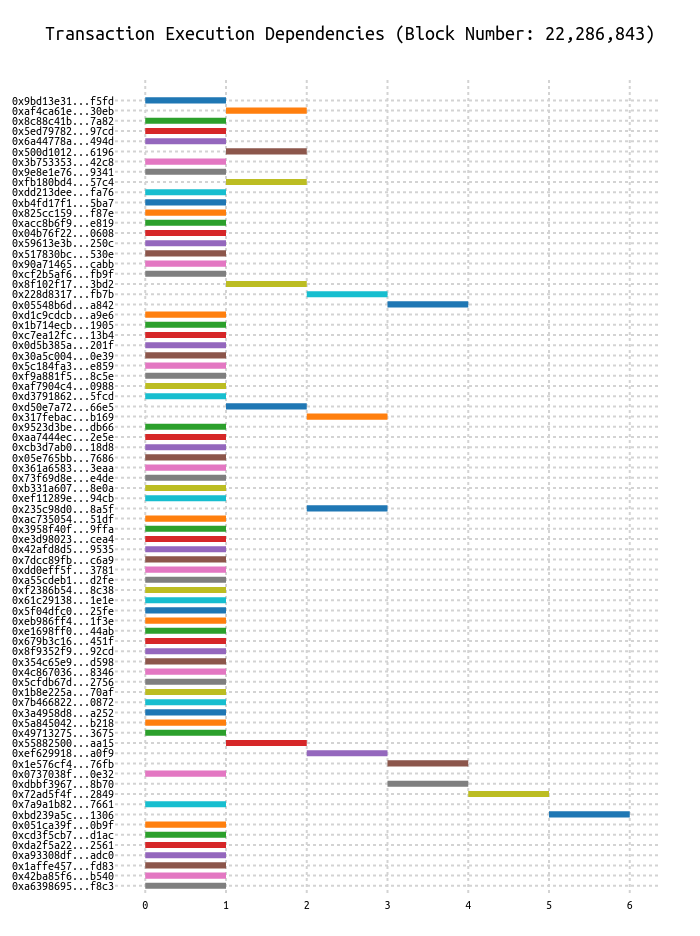 Transaction Execution Dependencies (Block Number: 22,286,843)
0x9bd13e31...f5fd
0xaf4ca61e...30eb
0x8c88c41b...7a82
0x5ed79782...97cd
0x6a44778a...494d
0x500d1012...6196
0x3b753353...42c8
0x9e8e1e76...9341
0xfb180bd4...57c4
0xdd213dee...fa76
0xb4fd17f1...5ba7
0x825cc159...f87e
0xacc8b6f9...e819
0x04b76f22...0608
0x59613e3b...250c
0x517830bc...530e
0x90a71465...cabb
0xcf2b5af6...fb9f
0x8f102f17...3bd2
0x228d8317...fb7b
0x05548b6d...a842
0xd1c9cdcb...a9e6
0x1b714ecb...1905
0xc7ea12fc...13b4
0x0d5b385a...201f
0x30a5c004...0e39
0x5c184fa3...e859
0xf9a881f5...8c5e
0xaf7904c4...0988
0xd3791862...5fcd
0xd50e7a72...66e5
0x317febac...b169
0x9523d3be...db66
0xaa7444ec...2e5e
0xcb3d7ab0...18d8
0x05e765bb...7686
0x361a6583...3eaa
0x73f69d8e...e4de
0xb331a607...8e0a
0xef11289e...94cb
0x235c98d0...8a5f
0xac735054...51df
0x3958f40f...9ffa
0xe3d98023...cea4
0x42afd8d5...9535
0x7dcc89fb...c6a9
0xdd0eff5f...3781
0xa55cdeb1...d2fe
0xf2386b54...8c38
0x61c29138...1e1e
0x5f04dfc0...25fe
0xeb986ff4...1f3e
0xe1698ff0...44ab
0x679b3c16...451f
0x8f9352f9...92cd
0x354c65e9...d598
0x4c867036...8346
0x5cfdb67d...2756
0x1b8e225a...70af
0x7b466822...0872
0x3a4958d8...a252
0x5a845042...b218
0x49713275...3675
0x55882500...aa15
0xef629918...a0f9
0x1e576cf4...76fb
0x0737038f...0e32
0xdbbf3967...8b70
0x72ad5f4f...2849
0x7a9a1b82...7661
0xbd239a5c...1306
0x051ca39f...0b9f
0xcd3f5cb7...d1ac
0xda2f5a22...2561
0xa93308df...adc0
0x1affe457...fd83
0x42ba85f6...b540
0xa6398695...f8c3
0 1 2 3 4 5 6